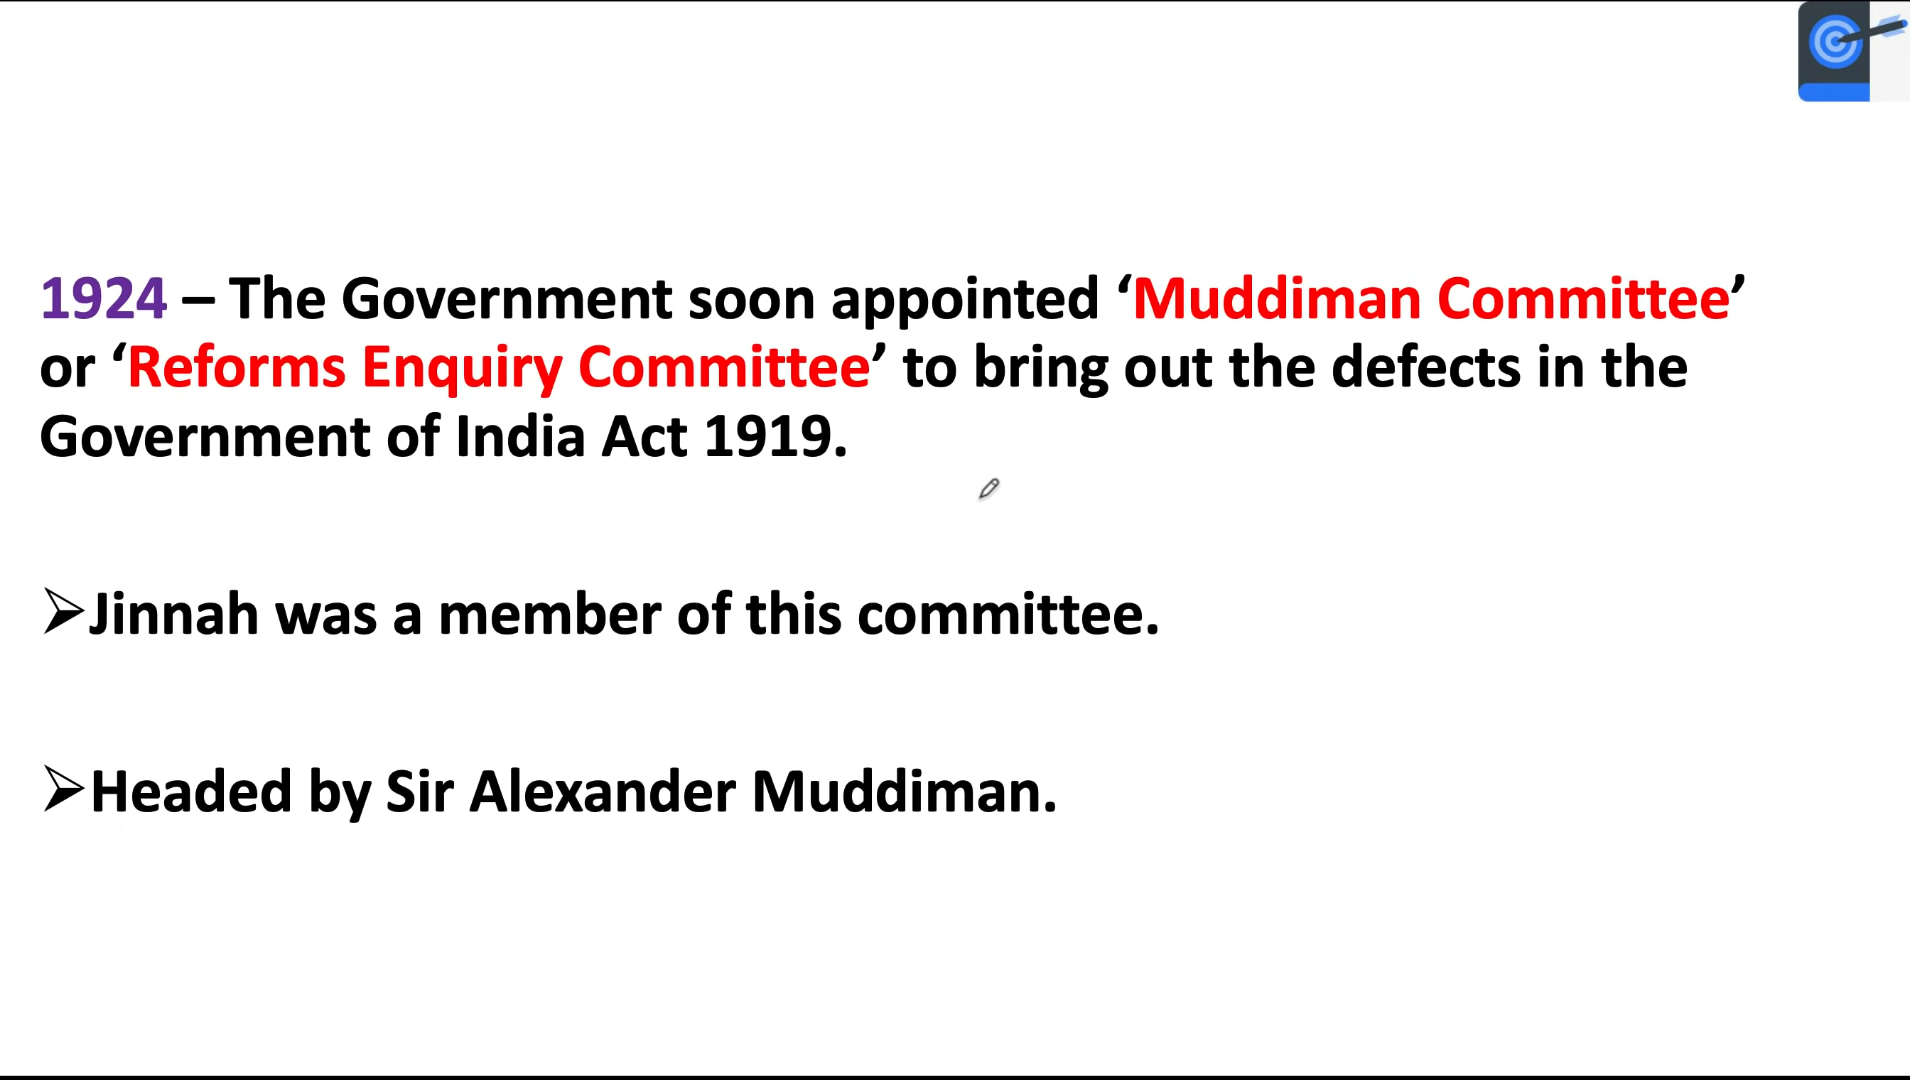 1924 – The Government soon appointed ‘Muddiman Committee’
or ‘Reforms Enquiry Committee’ to bring out the defects in the
Government of India Act 1919.
➢Jinnah was a member of this committee.
➢Headed by Sir Alexander Muddiman.